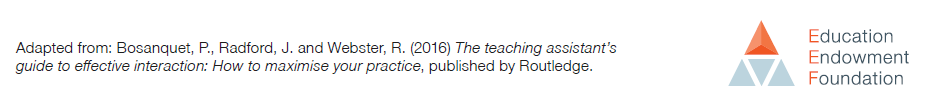 Adapted from: Bosanquet, P., Radford, J. and Webster, R. (2016) The teaching assistant's
guide to effective interaction: How to maximise your practice, published by Routledge.
Education
Endowment
Foundation